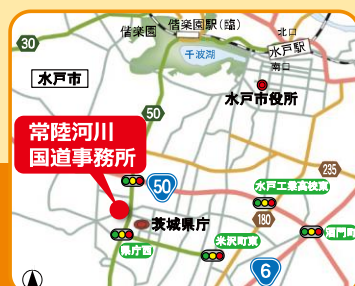 偕楽園
偕楽園駅(臨)
北口
水戸駅
南口
30
千波湖
水戸市
水戸市役所
50
常陸河川
国道事務所
50
235
水戸工業高校東
茨城県庁
180
県庁西
米沢町東
酒門町
6